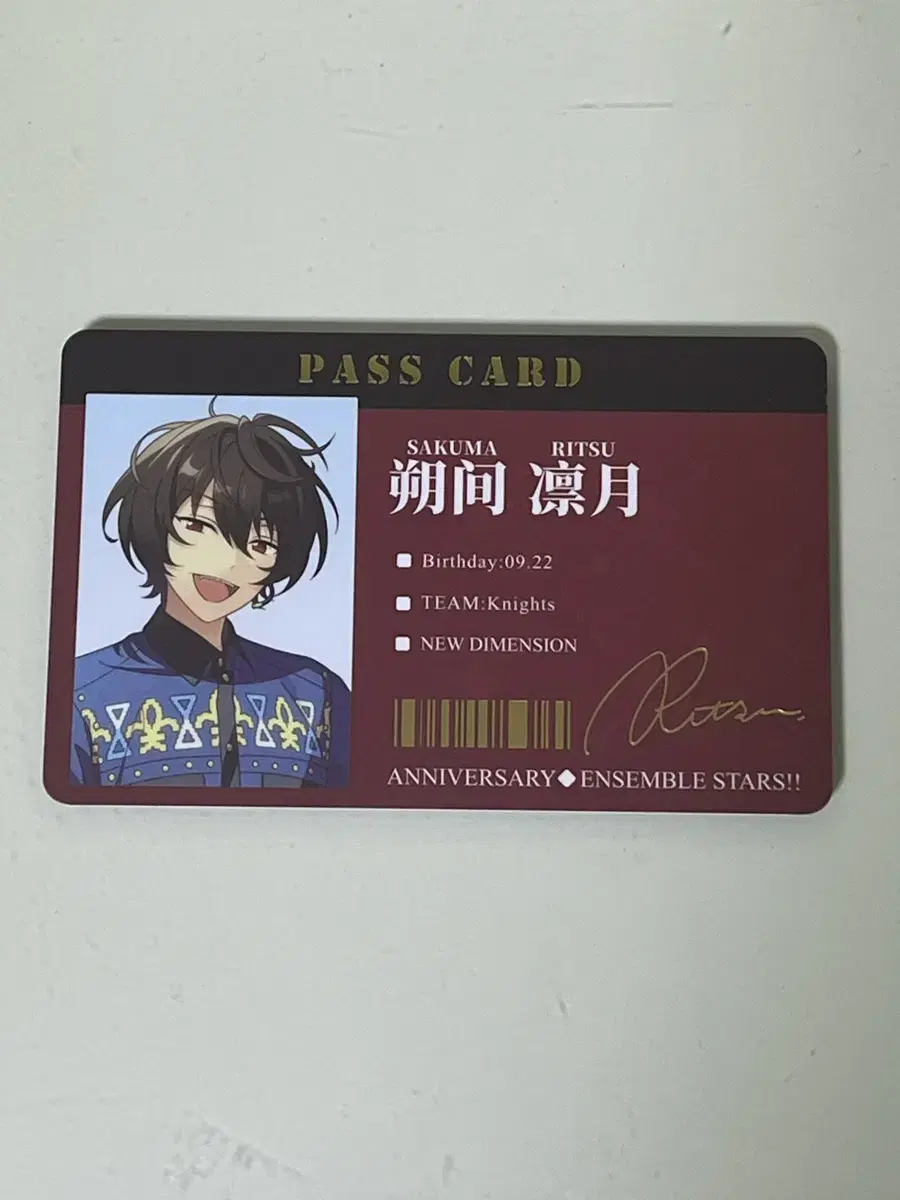 PASS CARD
SAKUMA RITSU
朔间 凛月
Birthday:09.22
TEAM:Knights
NEW DIMENSION
Ritsu
ANNIVERSARY◆ENSEMBLE STARS!!